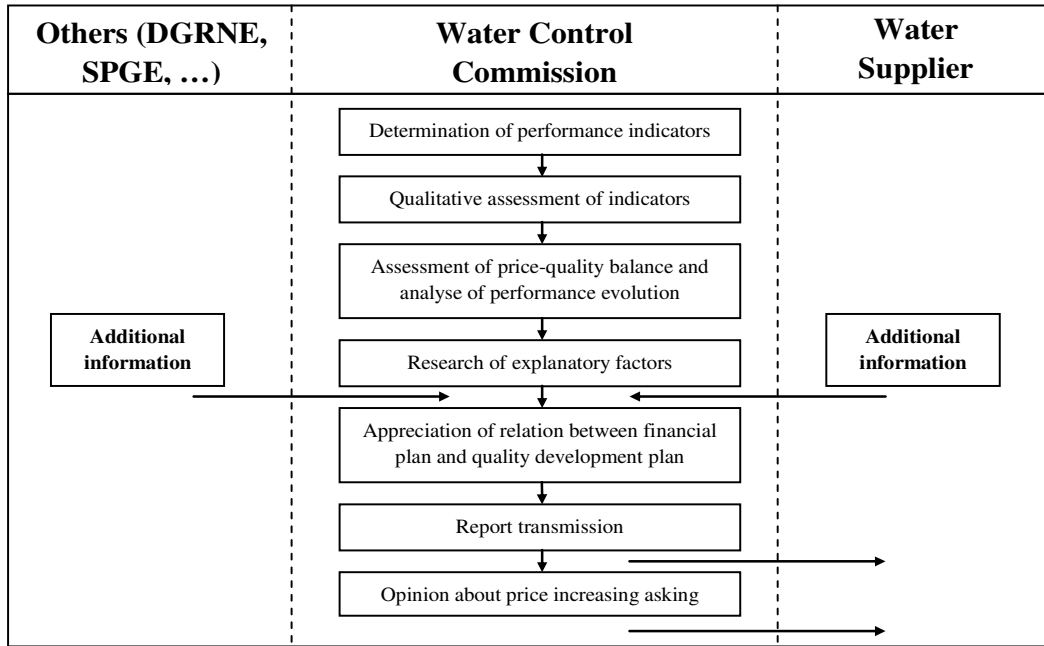 Others (DGRNE,
SPGE, …)
Water Control
Commission
Water
Supplier
Determination of performance indicators
Qualitative assessment of indicators
Assessment of price-quality balance and
analyse of performance evolution
Additional
information
Research of explanatory factors
Additional
information
Appreciation of relation between financial
plan and quality development plan
Report transmission
Opinion about price increasing asking